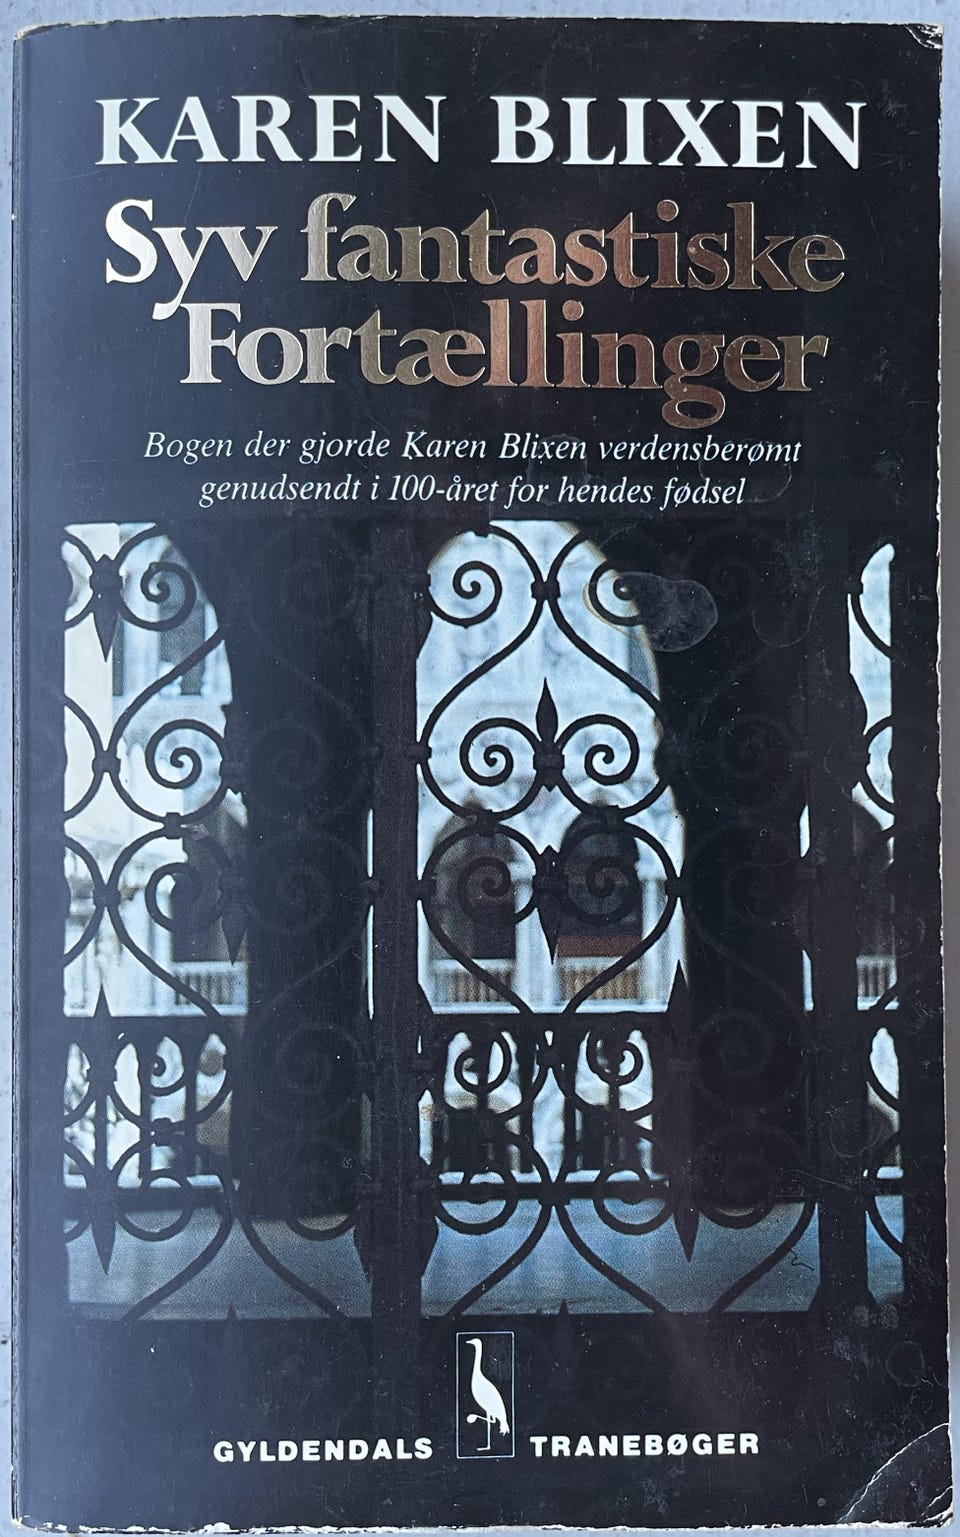 KAREN BLIXEN
Syv fantastiske
Fortællinger
Bogen der gjorde Karen Blixen verdensberømt
genudsendt i 100-året for hendes fødsel
GYLDENDALS TRANEBØGER